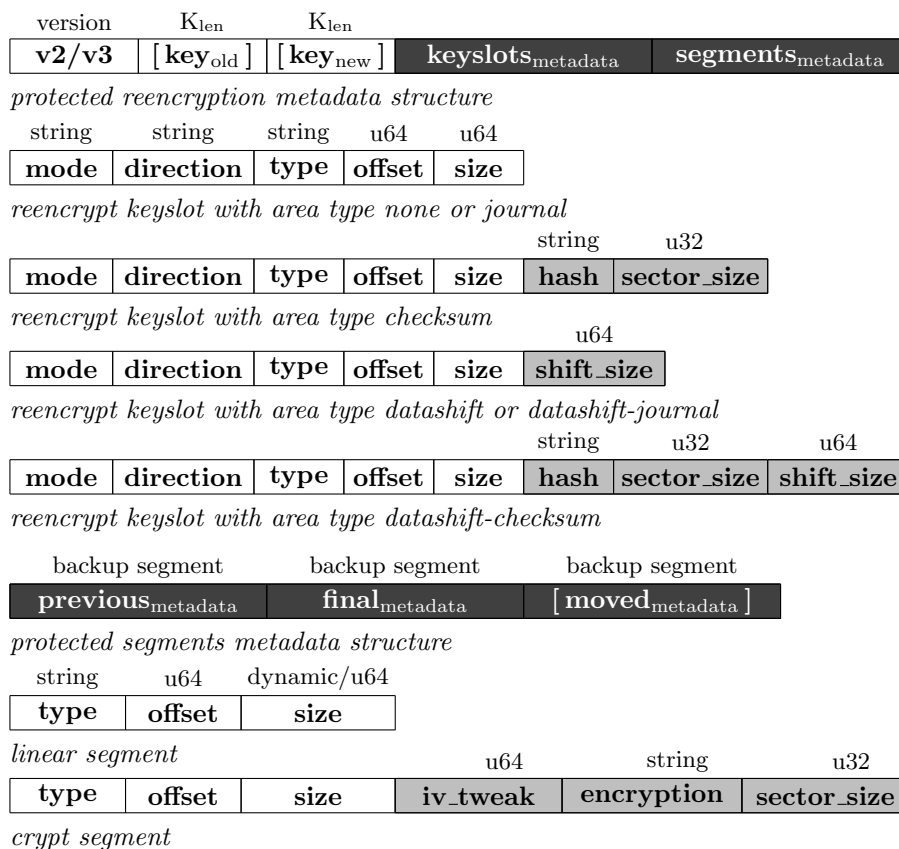 version K_len K_len
v2/v3 [ key_old ] [ key_new ] keyslots_metadata segments_metadata
protected reencryption metadata structure
string string string u64 u64
mode direction type offset size
reencrypt keyslot with area type none or journal
string u32
mode direction type offset size hash sector_size
reencrypt keyslot with area type checksum
u64
mode direction type offset size shift_size
reencrypt keyslot with area type datashift or datashift-journal
string u32 u64
mode direction type offset size hash sector_size shift_size
reencrypt keyslot with area type datashift-checksum
backup segment backup segment backup segment
previous_metadata final_metadata [ moved_metadata ]
protected segments metadata structure
string u64 dynamic/u64
type offset size
linear segment
u64 string u32
type offset size iv_tweak encryption sector_size
crypt segment